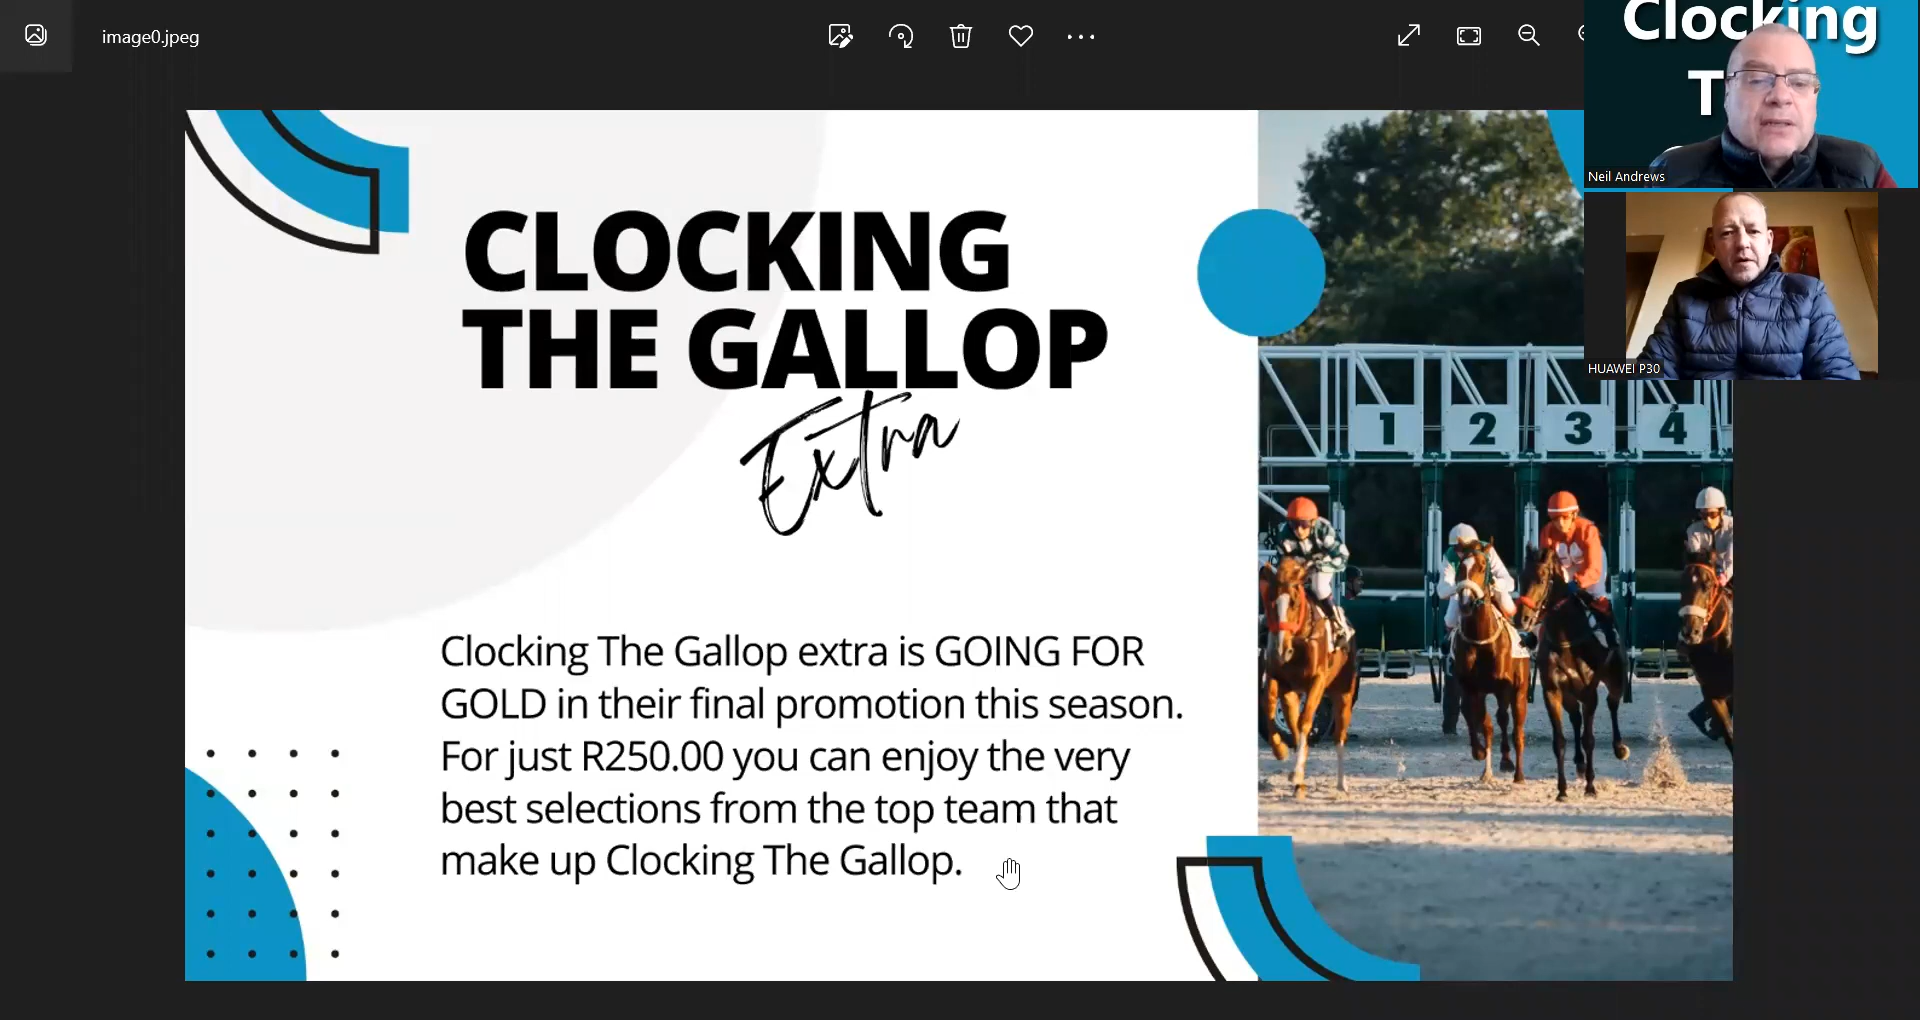 image0.jpeg
Clocking
Neil Andrews
HUAWEI P30
CLOCKING
THE GALLOP
Extra
1 2 3 4
Clocking The Gallop extra is GOING FOR
GOLD in their final promotion this season.
For just R250.00 you can enjoy the very
best selections from the top team that
make up Clocking The Gallop.